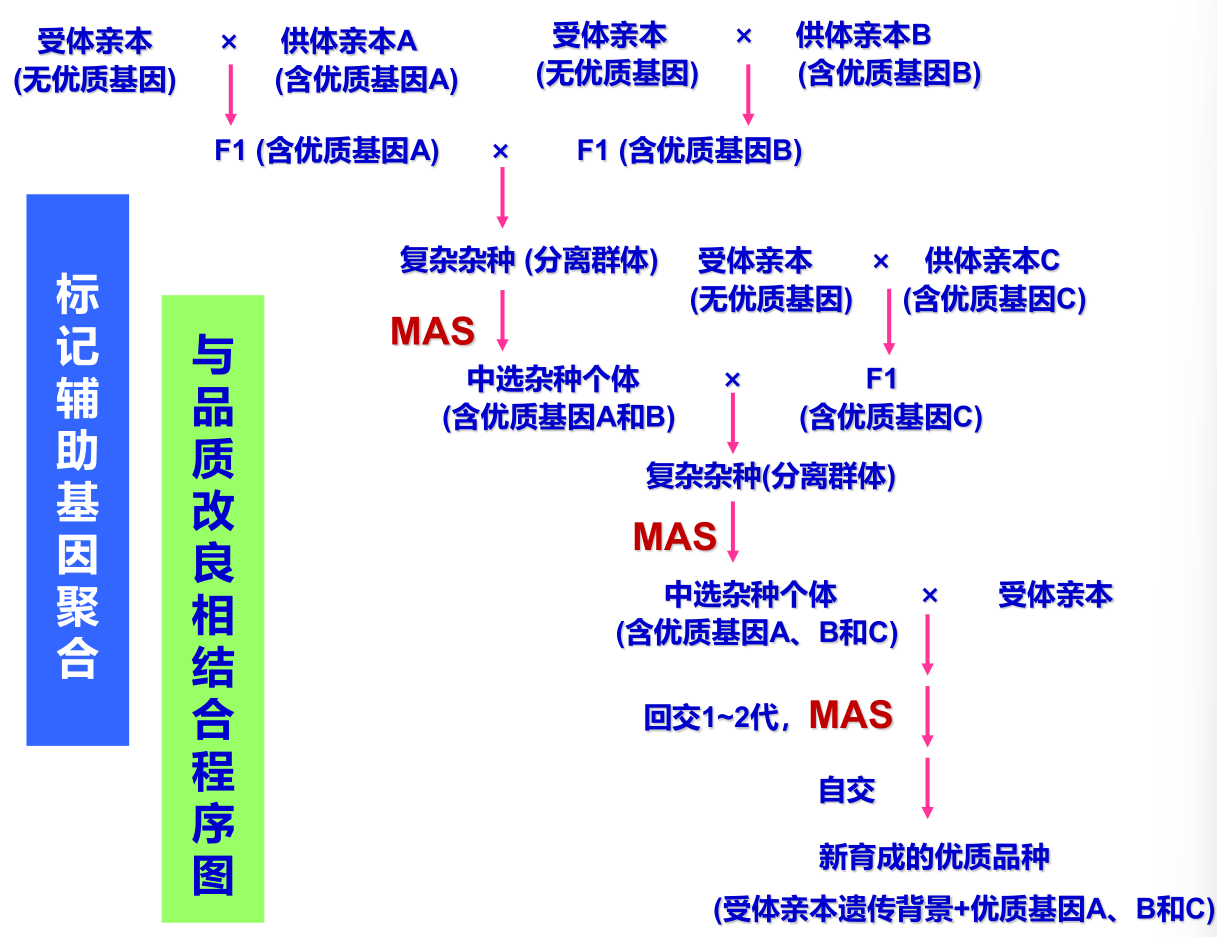 受体亲本 × 供体亲本A 受体亲本 × 供体亲本B
(无优质基因) (含优质基因A) (无优质基因) (含优质基因B)
F1 (含优质基因A) × F1 (含优质基因B)
复杂杂种 (分离群体) 受体亲本 × 供体亲本C
(无优质基因) (含优质基因C)
MAS
中选杂种个体 × F1
(含优质基因A和B) (含优质基因C)
复杂杂种(分离群体)
MAS
中选杂种个体 × 受体亲本
(含优质基因A、B和C)
回交1~2代，MAS
自交
新育成的优质品种
(受体亲本遗传背景+优质基因A、B和C)
标记辅助基因聚合
与品质改良相结合程序图